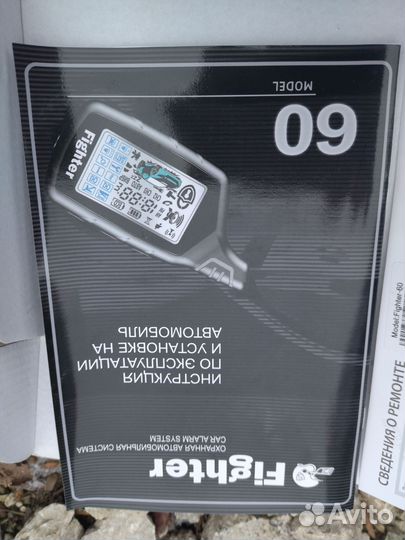 Fighter
ОХРАННАЯ АВТОМОБИЛЬНАЯ СИСТЕМА
CAR ALARM SYSTEM
ИНСТРУКЦИЯ
ПО ЭКСПЛУАТАЦИИ
И УСТАНОВКЕ НА
АВТОМОБИЛЬ
Fighter
60
MODEL
Model:Fighter-60
СВЕДЕНИЯ О РЕМОНТЕ
Avito